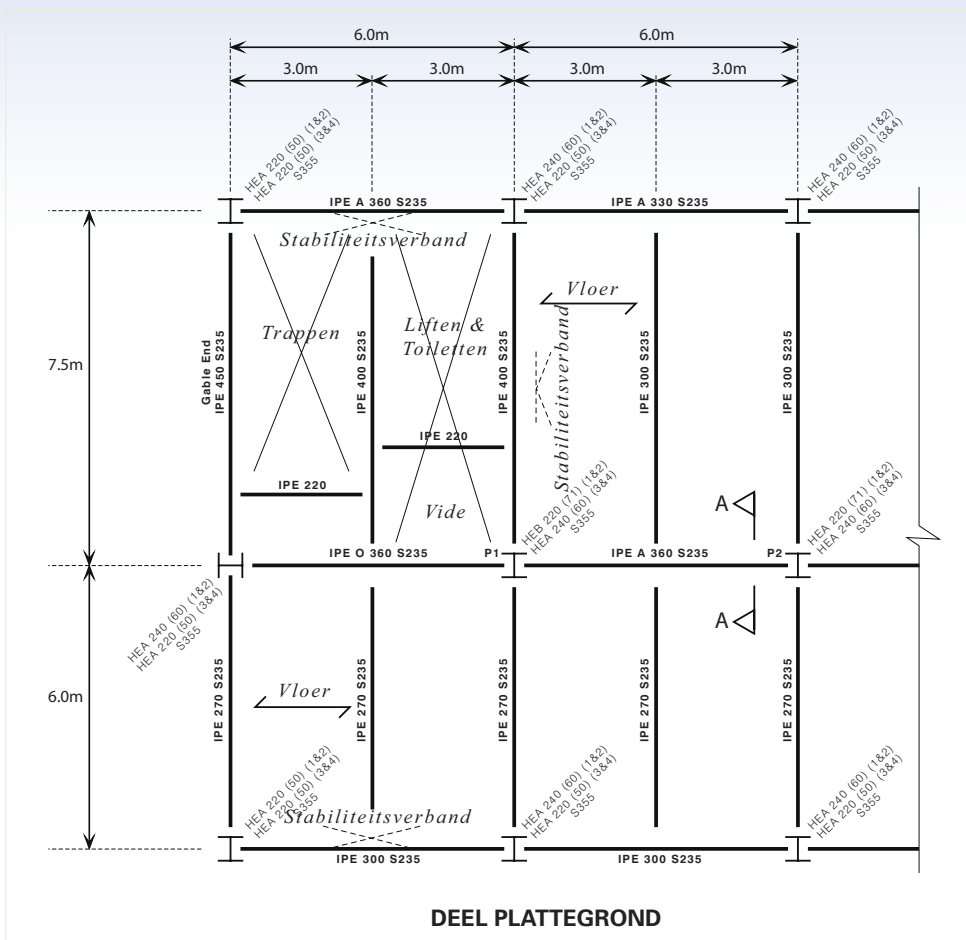 6.0m
6.0m
3.0m
3.0m
3.0m
3.0m
HEA 220 (50) (1&2)
HEA 220 (50) (3&4)
S355
HEA 240 (60) (1&2)
HEA 220 (50) (3&4)
S355
HEA 240 (60) (1&2)
HEA 220 (50) (3&4)
S355
IPE A 360 S235
IPE A 330 S235
Stabiliteitsverband
Trappen
Liften &
Toiletten
Vloer
Stabiliteitsverband
7.5m
Gable End
IPE 450 S235
IPE 400 S235
IPE 400 S235
IPE 300 S235
IPE 300 S235
IPE 220
IPE 220
Vide
HEB 220 (71) (1&2)
HEA 240 (60) (3&4)
S355
A
HEA 220 (71) (1&2)
HEA 240 (60) (3&4)
S355
IPE O 360 S235
P1
IPE A 360 S235
P2
HEA 240 (60) (1&2)
HEA 220 (50) (3&4)
S355
A
6.0m
Vloer
IPE 270 S235
IPE 270 S235
IPE 270 S235
IPE 270 S235
IPE 270 S235
HEA 220 (50) (1&2)
HEA 220 (50) (3&4)
S355
HEA 240 (60) (1&2)
HEA 220 (50) (3&4)
S355
HEA 240 (60) (1&2)
HEA 220 (50) (3&4)
S355
Stabiliteitsverband
IPE 300 S235
IPE 300 S235
DEEL PLATTEGROND